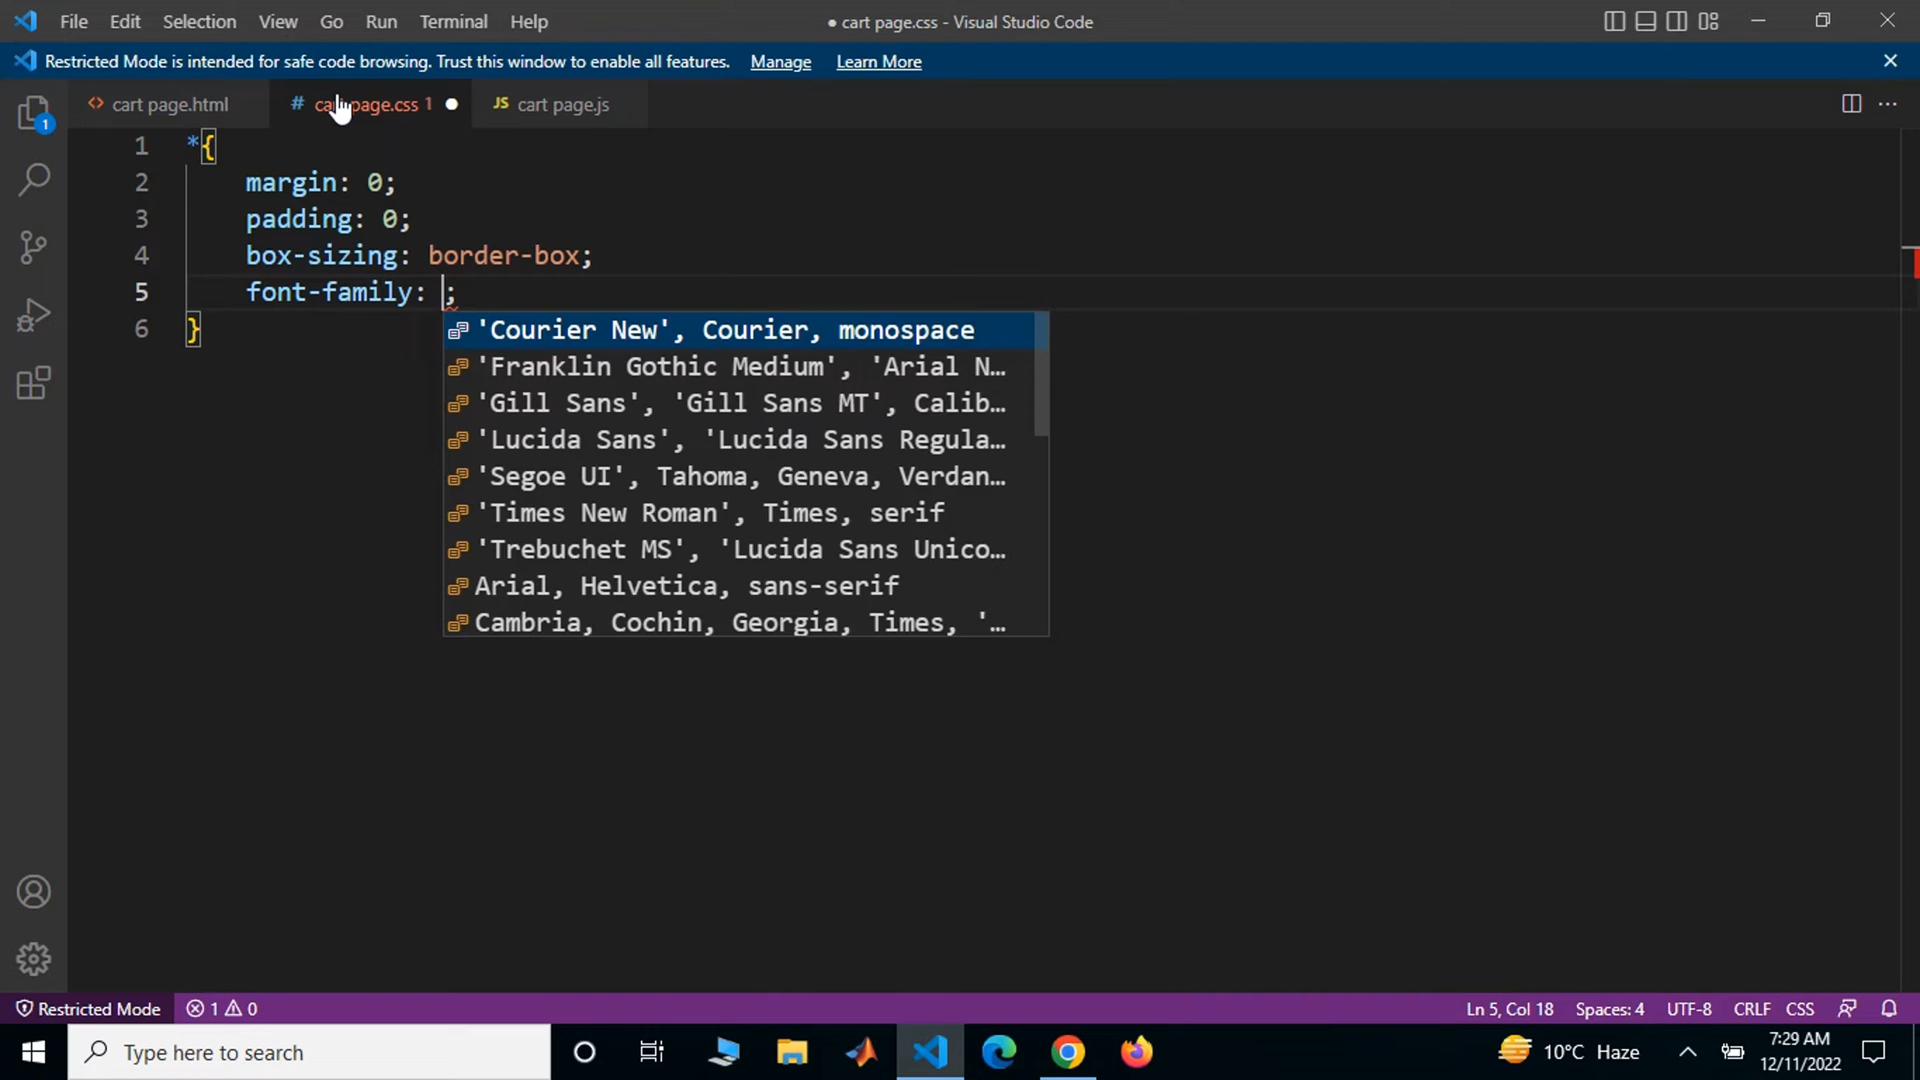 File Edit Selection View Go Run Terminal Help ● cart page.css - Visual Studio Code
Restricted Mode is intended for safe code browsing. Trust this window to enable all features. Manage Learn More
<> cart page.html # cart page.css 1 ● JS cart page.js
1 *{
2 margin: 0;
3 padding: 0;
4 box-sizing: border-box;
5 font-family: ;
6 }
'Courier New', Courier, monospace
'Franklin Gothic Medium', 'Arial N…
'Gill Sans', 'Gill Sans MT', Calib…
'Lucida Sans', 'Lucida Sans Regula…
'Segoe UI', Tahoma, Geneva, Verdan…
'Times New Roman', Times, serif
'Trebuchet MS', 'Lucida Sans Unico…
Arial, Helvetica, sans-serif
Cambria, Cochin, Georgia, Times, '…
1
Restricted Mode 1 0 Ln 5, Col 18 Spaces: 4 UTF-8 CRLF CSS
Type here to search 10°C Haze 7:29 AM
12/11/2022